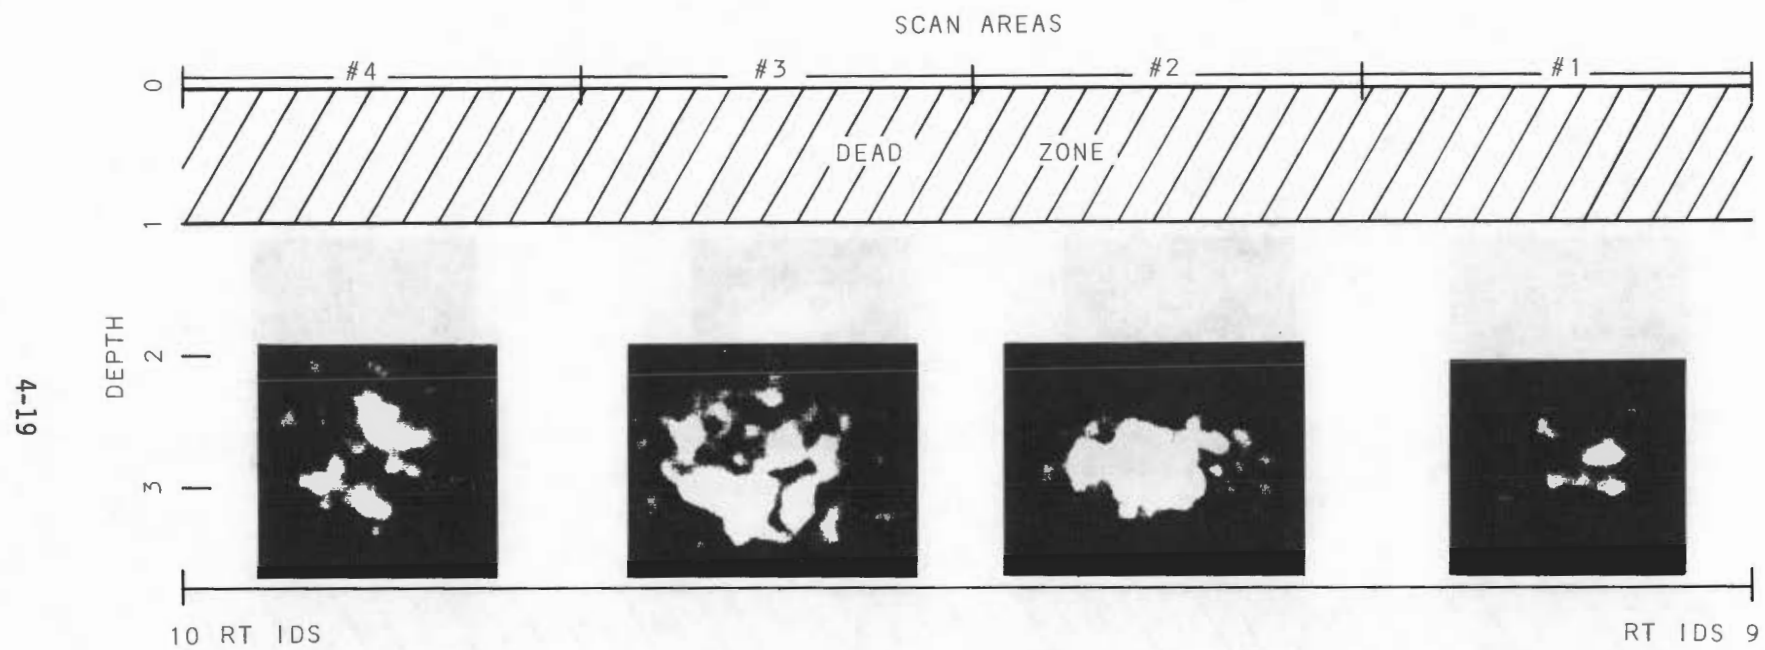 SCAN AREAS
#4 #3 #2 #1
0
DEAD ZONE
1
DEPTH
2
3
4-19
10 RT IDS RT IDS 9